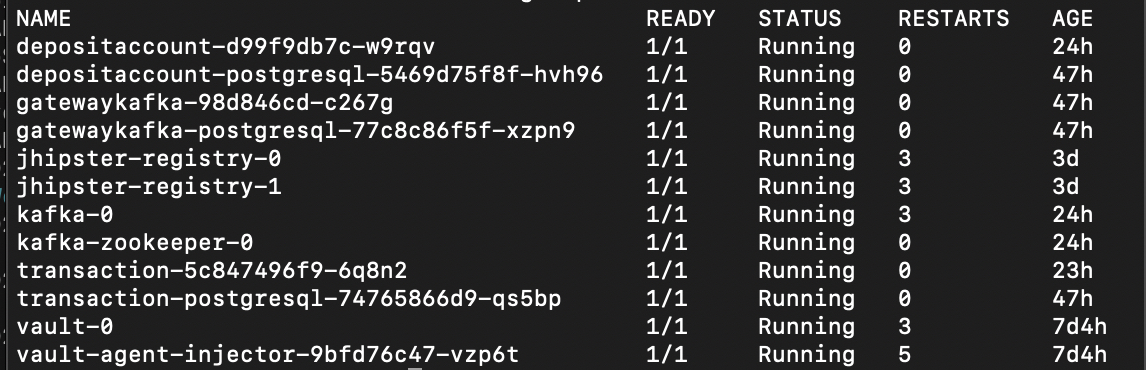 NAME READY STATUS RESTARTS AGE
depositaccount-d99f9db7c-w9rqv 1/1 Running 0 24h
depositaccount-postgresql-5469d75f8f-hvh96 1/1 Running 0 47h
gatewaykafka-98d846cd-c267g 1/1 Running 0 47h
gatewaykafka-postgresql-77c8c86f5f-xzpn9 1/1 Running 0 47h
jhipster-registry-0 1/1 Running 3 3d
jhipster-registry-1 1/1 Running 3 3d
kafka-0 1/1 Running 3 24h
kafka-zookeeper-0 1/1 Running 0 24h
transaction-5c847496f9-6q8n2 1/1 Running 0 23h
transaction-postgresql-74765866d9-qs5bp 1/1 Running 0 47h
vault-0 1/1 Running 3 7d4h
vault-agent-injector-9bfd76c47-vzp6t 1/1 Running 5 7d4h